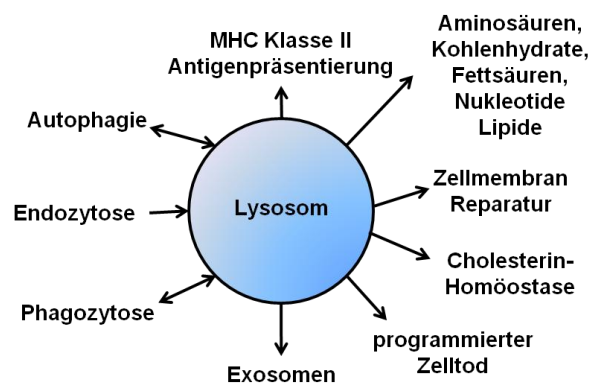 MHC Klasse II
Antigenpräsentierung
Aminosäuren,
Kohlenhydrate,
Fettsäuren,
Nukleotide
Lipide
Autophagie
Endozytose
Lysosom
Zellmembran
Reparatur
Cholesterin-
Homöostase
Phagozytose
Exosomen
programmierter
Zelltod